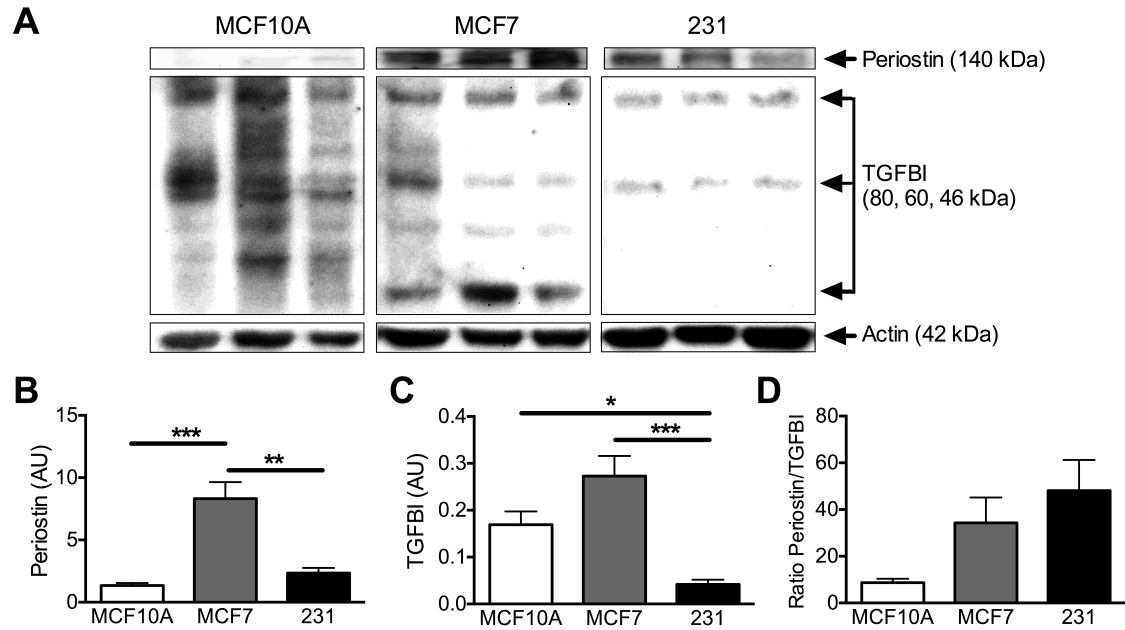 A
MCF10A MCF7 231
Periostin (140 kDa)
TGFBI
(80, 60, 46 kDa)
Actin (42 kDa)
B
Periostin (AU)
15
10
5
0
***
**
MCF10A MCF7 231
C
TGFBI (AU)
0.4
0.3
0.2
0.1
0.0
*
***
MCF10A MCF7 231
D
Ratio Periostin/TGFBI
80
60
40
20
0
MCF10A MCF7 231